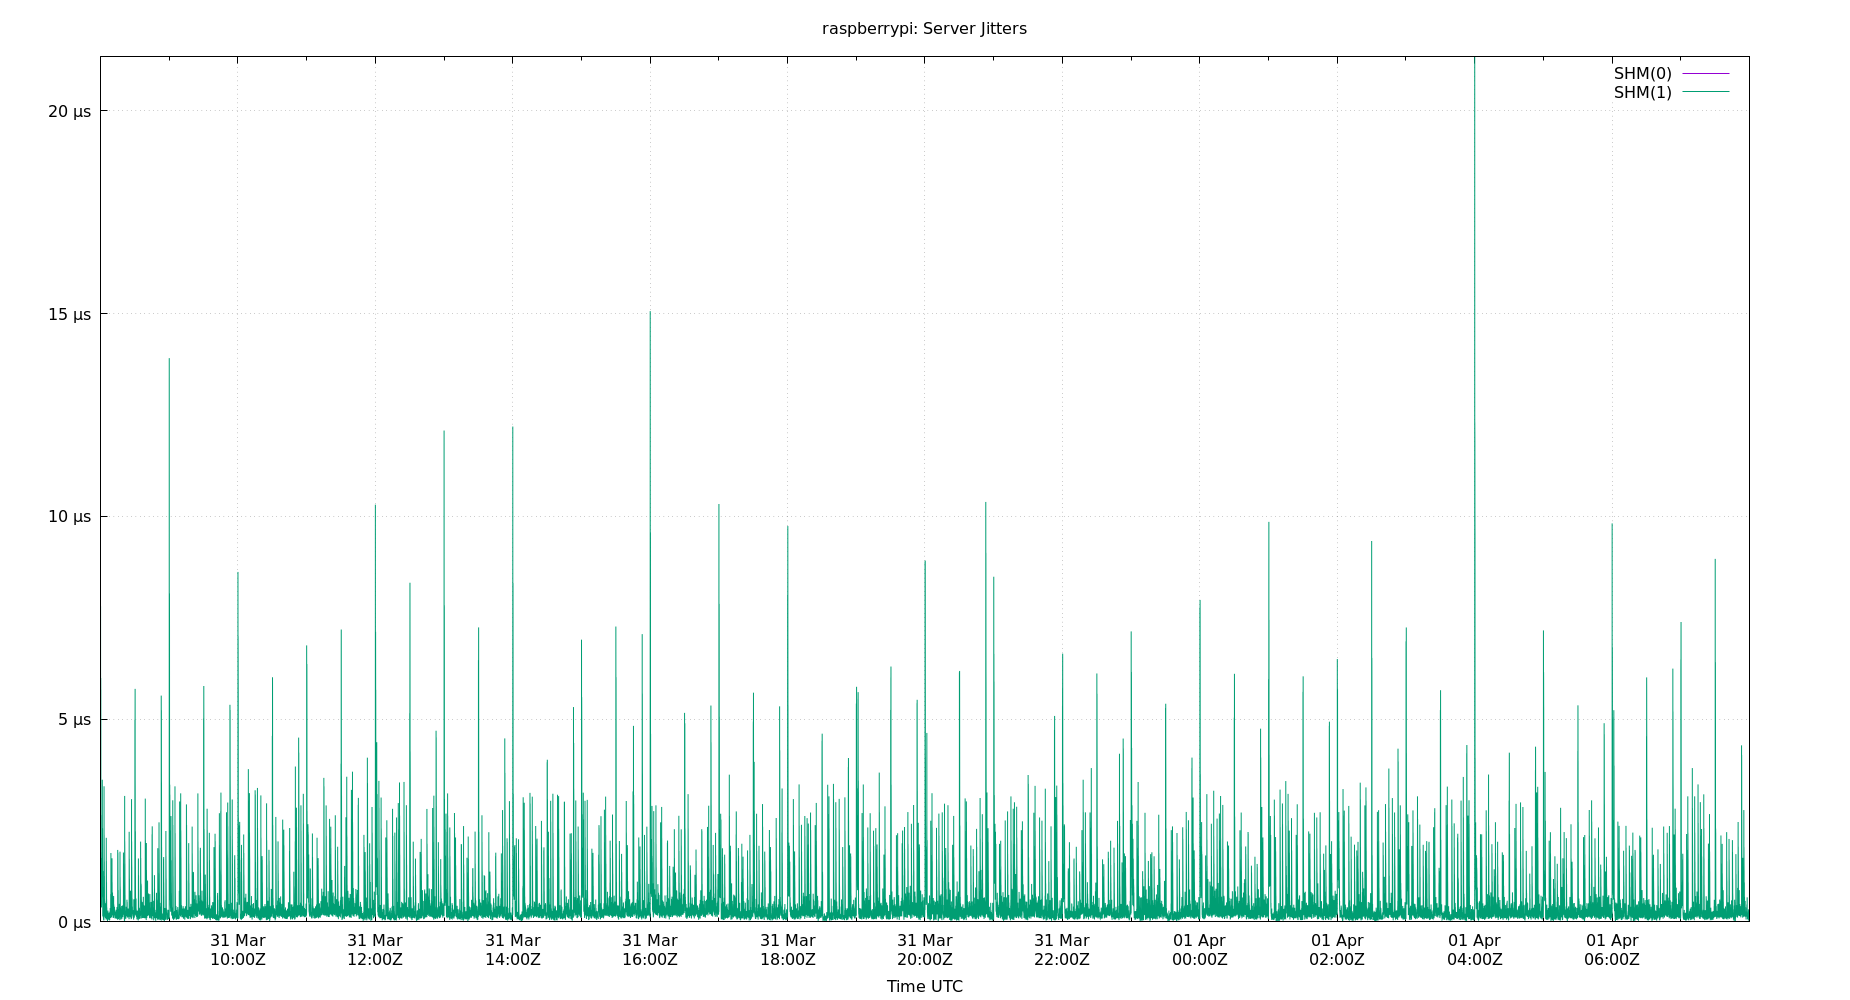 raspberrypi: Server Jitters
SHM(0)
SHM(1)
20 µs
15 µs
10 µs
5 µs
0 µs
31 Mar 31 Mar 31 Mar 31 Mar 31 Mar 31 Mar 31 Mar 01 Apr 01 Apr 01 Apr 01 Apr
10:00Z 12:00Z 14:00Z 16:00Z 18:00Z 20:00Z 22:00Z 00:00Z 02:00Z 04:00Z 06:00Z
Time UTC